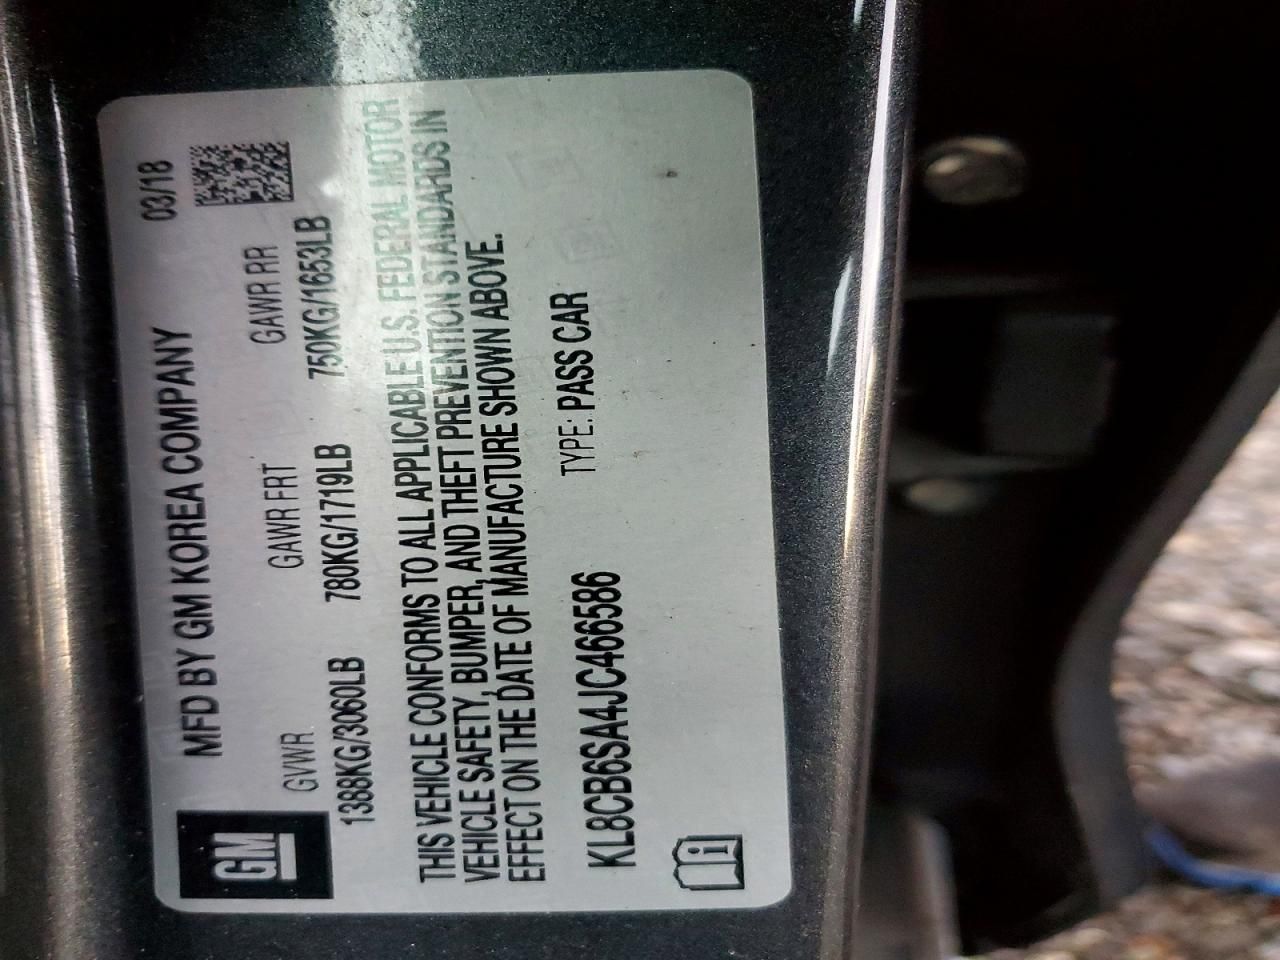 GM
MFD BY GM KOREA COMPANY 03/18
GVWR GAWR FRT GAWR RR
1388KG/3060LB 780KG/1719LB 750KG/1653LB
THIS VEHICLE CONFORMS TO ALL APPLICABLE U.S. FEDERAL MOTOR
VEHICLE SAFETY, BUMPER, AND THEFT PREVENTION STANDARDS IN
EFFECT ON THE DATE OF MANUFACTURE SHOWN ABOVE.
KL8CB6SA4JC466586 TYPE: PASS CAR